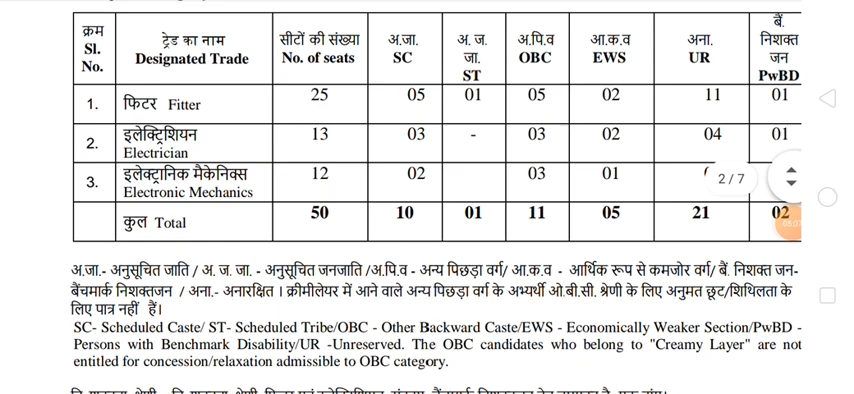 क्रम Sl. No. | ट्रेड का नाम Designated Trade | सीटों की संख्या No. of seats | अ.जा. SC | अ. ज. जा. ST | अ.पि.व OBC | आ.क.व EWS | अना. UR | बें. निशक्त जन PwBD
1. | फिटर Fitter | 25 | 05 | 01 | 05 | 02 | 11 | 01
2. | इलेक्ट्रिशियन Electrician | 13 | 03 | - | 03 | 02 | 04 | 01
3. | इलेक्ट्रानिक मैकेनिक्स Electronic Mechanics | 12 | 02 | | 03 | 01
2 / 7
कुल Total | 50 | 10 | 01 | 11 | 05 | 21 | 02
अ.जा.- अनुसूचित जाति / अ. ज. जा. - अनुसूचित जनजाति /अ.पि.व - अन्य पिछड़ा वर्ग/ आ.क.व - आर्थिक रूप से कमजोर वर्ग/ बें. निशक्त जन-
बैंचमार्क निशक्तजन / अना.- अनारक्षित । क्रीमीलेयर में आने वाले अन्य पिछड़ा वर्ग के अभ्यर्थी ओ.बी.सी. श्रेणी के लिए अनुमत छूट/शिथिलता के
लिए पात्र नहीं हैं।
SC- Scheduled Caste/ ST- Scheduled Tribe/OBC - Other Backward Caste/EWS - Economically Weaker Section/PwBD -
Persons with Benchmark Disability/UR -Unreserved. The OBC candidates who belong to "Creamy Layer" are not
entitled for concession/relaxation admissible to OBC category.